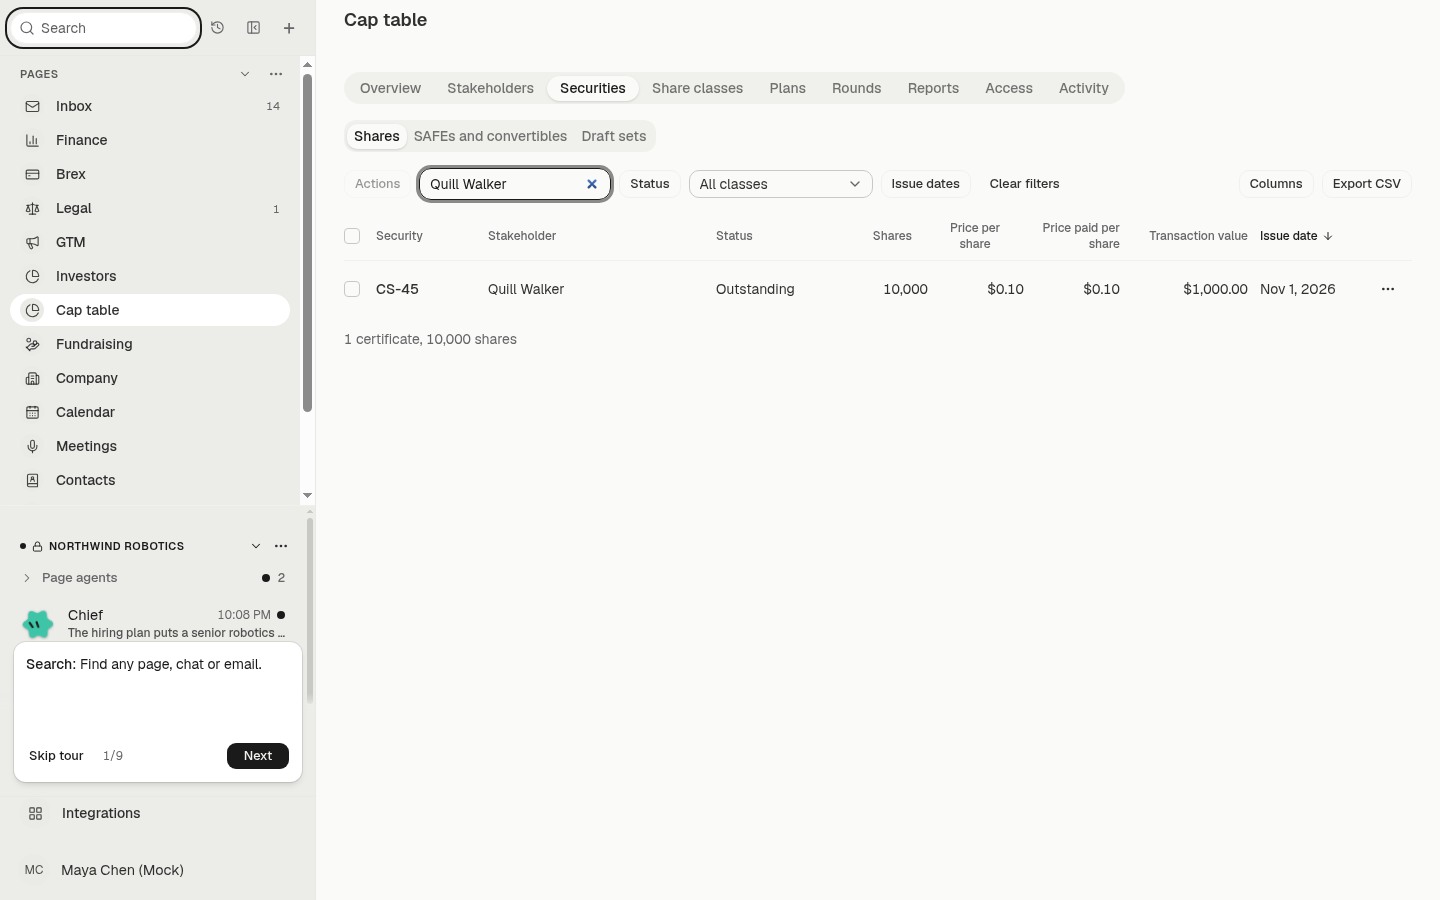 Search
PAGES
Inbox 14
Finance
Brex
Legal 1
GTM
Investors
Cap table
Fundraising
Company
Calendar
Meetings
Contacts
NORTHWIND ROBOTICS
Page agents 2
Chief 10:08 PM
The hiring plan puts a senior robotics ...
Search: Find any page, chat or email.
Skip tour 1/9 Next
Integrations
MC Maya Chen (Mock)
Cap table
Overview Stakeholders Securities Share classes Plans Rounds Reports Access Activity
Shares SAFEs and convertibles Draft sets
Actions Quill Walker Status All classes Issue dates Clear filters Columns Export CSV
Security Stakeholder Status Shares Price per share Price paid per share Transaction value Issue date
CS-45 Quill Walker Outstanding 10,000 $0.10 $0.10 $1,000.00 Nov 1, 2026
1 certificate, 10,000 shares